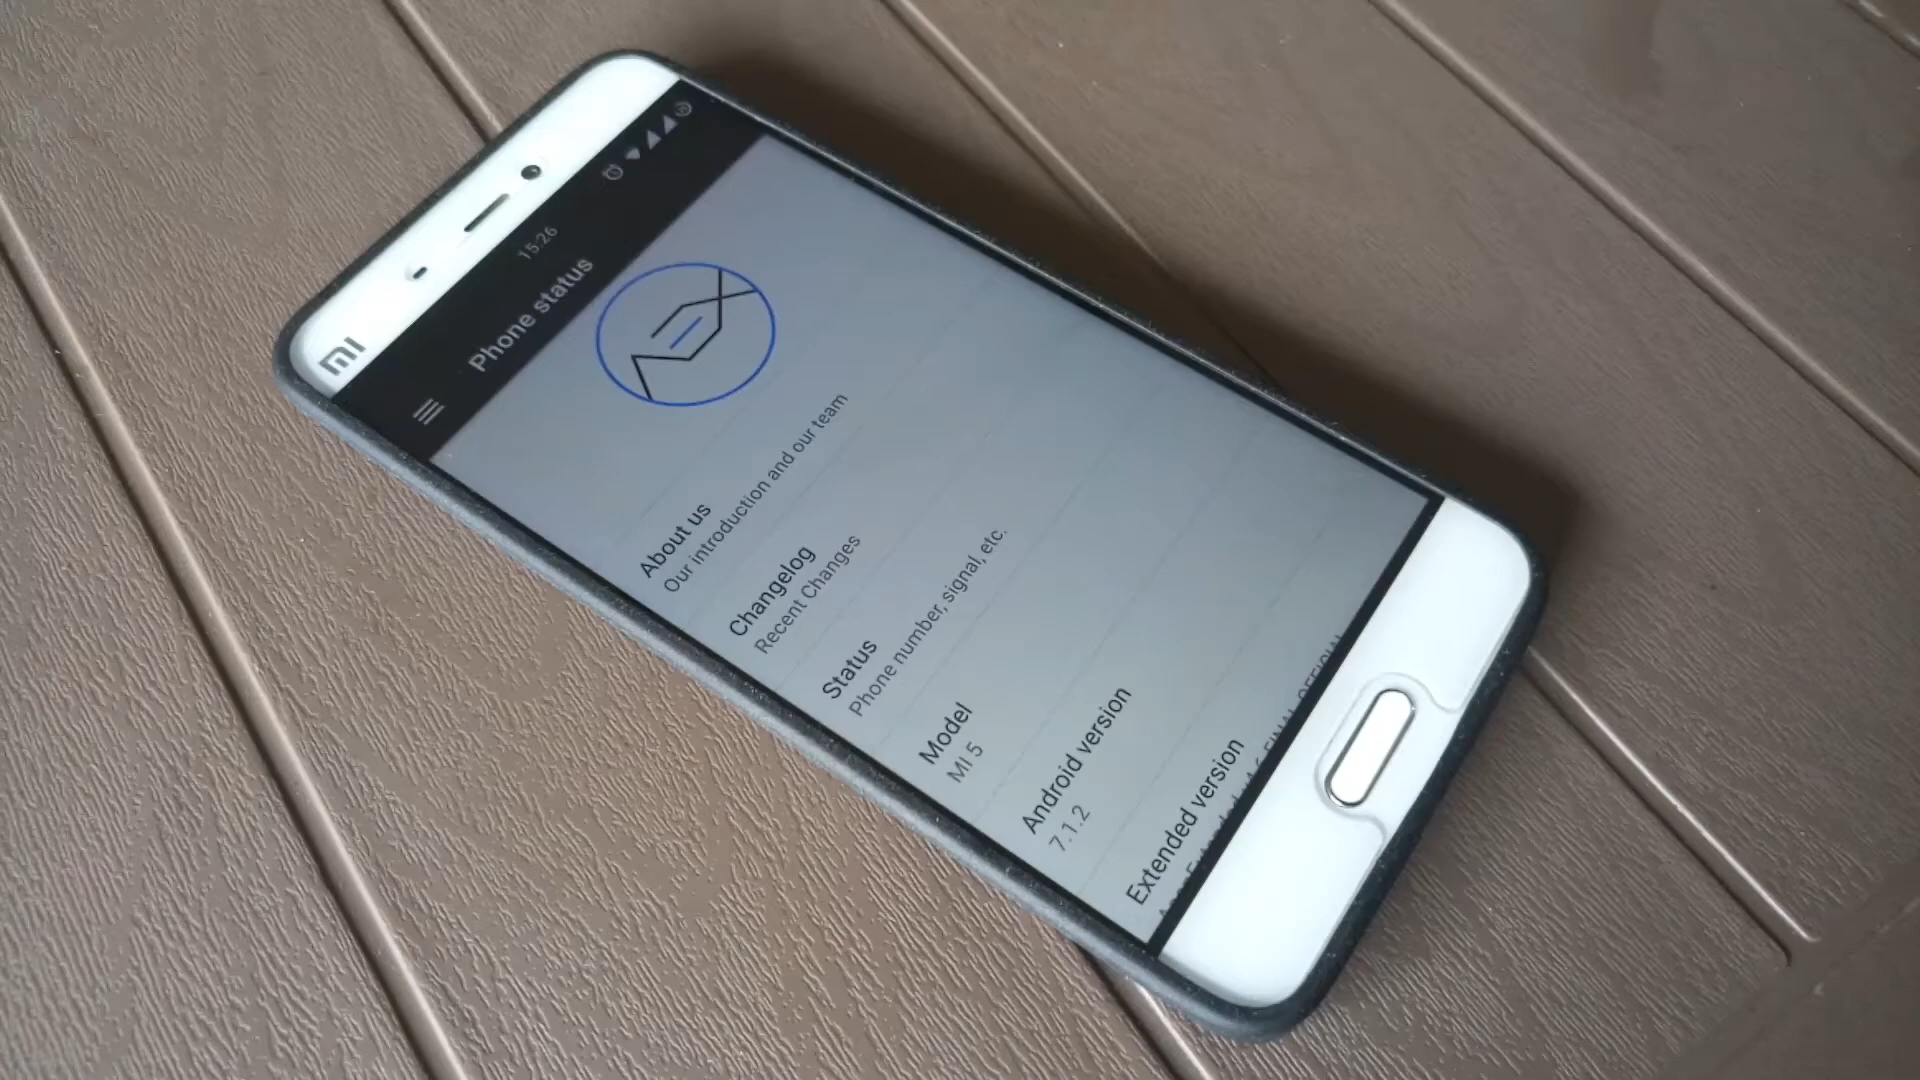 MI
15:26
Phone status
AEX
About us
Our introduction and our team
Changelog
Recent Changes
Status
Phone number, signal, etc.
Model
MI 5
Android version
7.1.2
Extended version